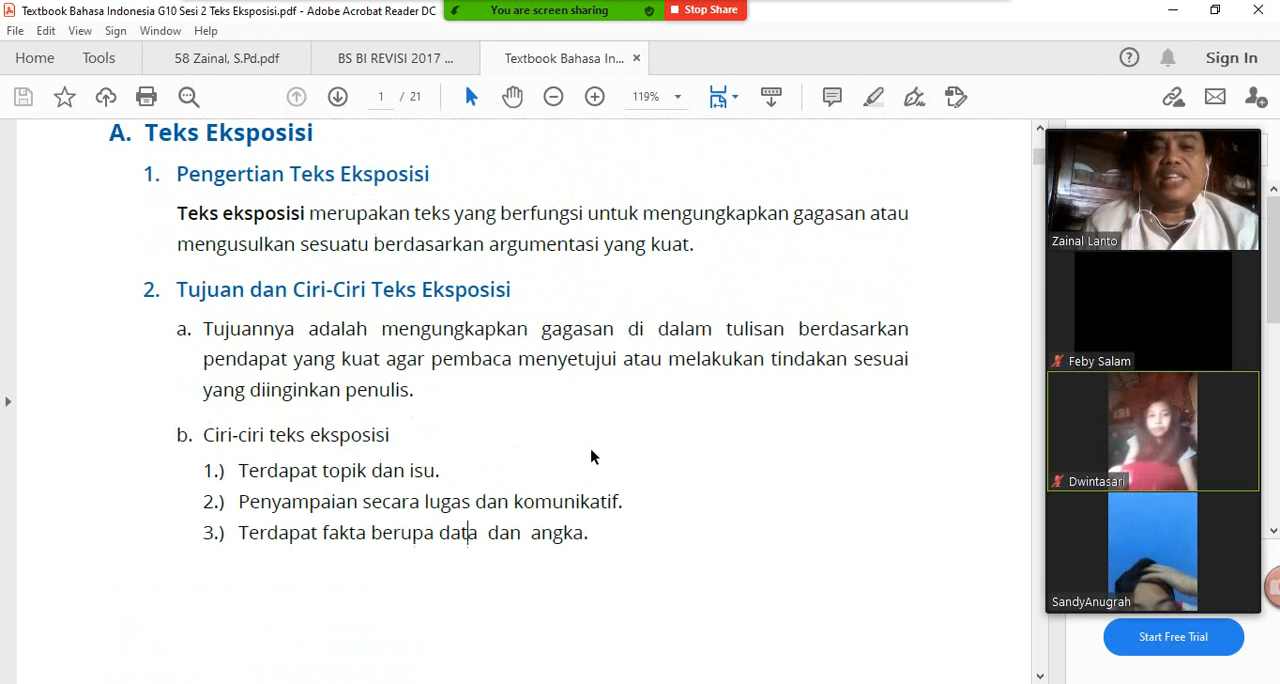 Textbook Bahasa Indonesia G10 Sesi 2 Teks Eksposisi.pdf - Adobe Acrobat Reader DC
You are screen sharing
Stop Share
File Edit View Sign Window Help
Home Tools 58 Zainal, S.Pd.pdf BS BI REVISI 2017 ... Textbook Bahasa In... × Sign In
1 / 21 119%
A. Teks Eksposisi
1. Pengertian Teks Eksposisi
Teks eksposisi merupakan teks yang berfungsi untuk mengungkapkan gagasan atau
mengusulkan sesuatu berdasarkan argumentasi yang kuat.
2. Tujuan dan Ciri-Ciri Teks Eksposisi
a. Tujuannya adalah mengungkapkan gagasan di dalam tulisan berdasarkan
pendapat yang kuat agar pembaca menyetujui atau melakukan tindakan sesuai
yang diinginkan penulis.
b. Ciri-ciri teks eksposisi
1.) Terdapat topik dan isu.
2.) Penyampaian secara lugas dan komunikatif.
3.) Terdapat fakta berupa data dan angka.
Zainal Lanto
Feby Salam
Dwintasari
SandyAnugrah
Start Free Trial